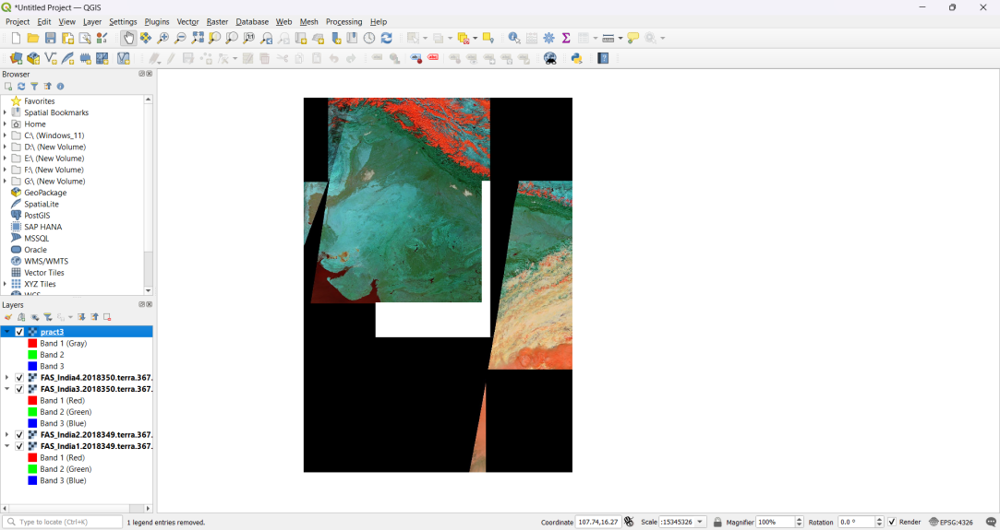 *Untitled Project — QGIS
Project Edit View Layer Settings Plugins Vector Raster Database Web Mesh Processing Help
Browser
Favorites
Spatial Bookmarks
Home
C:\ (Windows_11)
D:\ (New Volume)
E:\ (New Volume)
F:\ (New Volume)
G:\ (New Volume)
GeoPackage
SpatiaLite
PostGIS
SAP HANA
MSSQL
Oracle
WMS/WMTS
Vector Tiles
XYZ Tiles
WCS
Layers
pract3
Band 1 (Gray)
Band 2
Band 3
FAS_India4.2018350.terra.367.
FAS_India3.2018350.terra.367.
Band 1 (Red)
Band 2 (Green)
Band 3 (Blue)
FAS_India2.2018349.terra.367.
FAS_India1.2018349.terra.367.
Band 1 (Red)
Band 2 (Green)
Band 3 (Blue)
Type to locate (Ctrl+K) 1 legend entries removed. Coordinate 107.74,16.27 Scale :15345326 Magnifier 100% Rotation 0.0 ° Render EPSG:4326